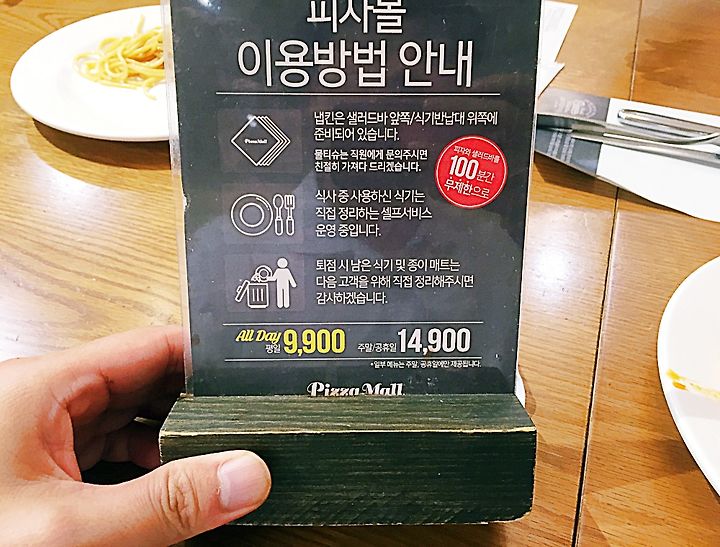 피자몰
이용방법 안내
PizzaMall
냅킨은 샐러드바 앞쪽/식기반납대 위쪽에
준비되어 있습니다.
물티슈는 직원에게 문의주시면
친절히 가져다 드리겠습니다.
피자와 샐러드바를
100분간
무제한으로
식사 중 사용하신 식기는
직접 정리하는 셀프서비스
운영 중입니다.
퇴점 시 남은 식기 및 종이 매트는
다음 고객을 위해 직접 정리해주시면
감사하겠습니다.
All Day
평일 9,900 주말/공휴일 14,900
*일부 메뉴는 주말, 공휴일에만 제공됩니다.
Pizza Mall